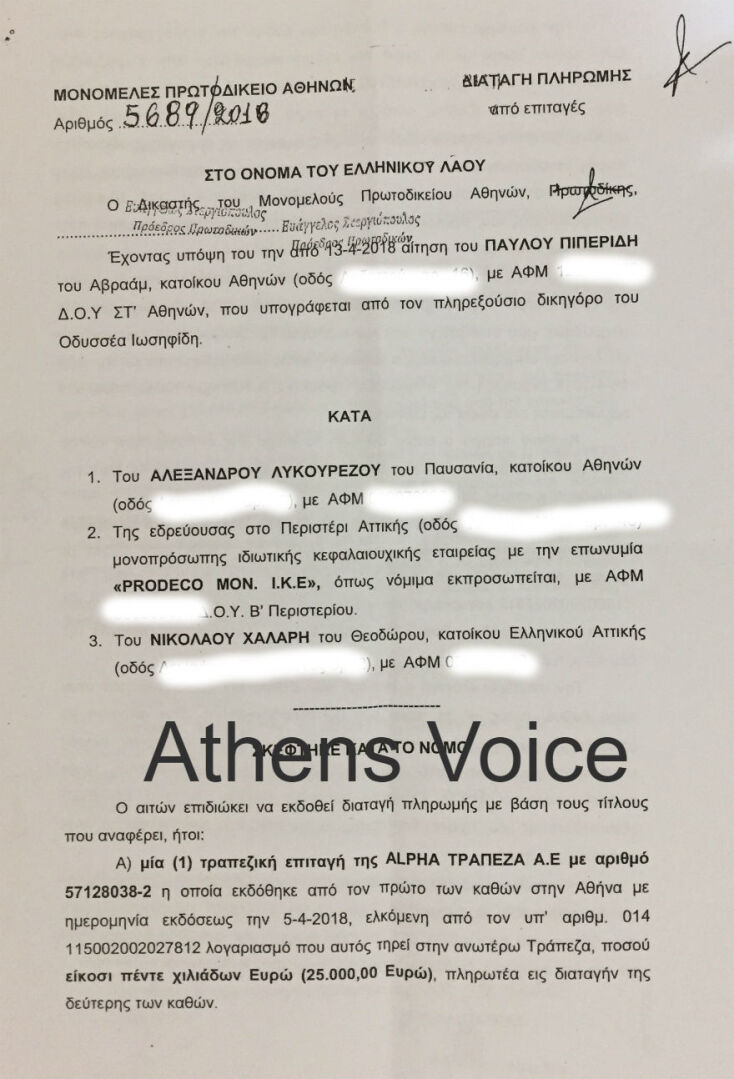 ΜΟΝΟΜΕΛΕΣ ΠΡΩΤΟΔΙΚΕΙΟ ΑΘΗΝΩΝ
ΔΙΑΤΑΓΗ ΠΛΗΡΩΜΗΣ
Αριθμός 5689/2018
από επιταγές
ΣΤΟ ΟΝΟΜΑ ΤΟΥ ΕΛΛΗΝΙΚΟΥ ΛΑΟΥ
Ο Δικαστής του Μονομελούς Πρωτοδικείου Αθηνών, Πρωτοδίκης,
Ευάγγελος Στεργιόπουλος
Πρόεδρος Πρωτοδικών
Ευάγγελος Στεργιόπουλος
Πρόεδρος Πρωτοδικών
Έχοντας υπόψη του την από 13-4-2018 αίτηση του ΠΑΥΛΟΥ ΠΙΠΕΡΙΔΗ
του Αβραάμ, κατοίκου Αθηνών (οδός ), με ΑΦΜ
Δ.Ο.Υ ΣΤ' Αθηνών, που υπογράφεται από τον πληρεξούσιο δικηγόρο του
Οδυσσέα Ιωσηφίδη.
ΚΑΤΑ
1. Του ΑΛΕΞΑΝΔΡΟΥ ΛΥΚΟΥΡΕΖΟΥ του Παυσανία, κατοίκου Αθηνών
(οδός ), με ΑΦΜ
2. Της εδρεύουσας στο Περιστέρι Αττικής (οδός )
μονοπρόσωπης ιδιωτικής κεφαλαιουχικής εταιρείας με την επωνυμία
«PRODECO MON. I.K.E», όπως νόμιμα εκπροσωπείται, με ΑΦΜ
Δ.Ο.Υ. Β' Περιστερίου.
3. Του ΝΙΚΟΛΑΟΥ ΧΑΛΑΡΗ του Θεοδώρου, κατοίκου Ελληνικού Αττικής
(οδός ), με ΑΦΜ 0
ΣΚΕΦΤΗΚΕ ΚΑΤΑ ΤΟ ΝΟΜΟ
Athens Voice
Ο αιτών επιδιώκει να εκδοθεί διαταγή πληρωμής με βάση τους τίτλους
που αναφέρει, ήτοι:
Α) μία (1) τραπεζική επιταγή της ALPHA ΤΡΑΠΕΖΑ Α.Ε με αριθμό
57128038-2 η οποία εκδόθηκε από τον πρώτο των καθών στην Αθήνα με
ημερομηνία εκδόσεως την 5-4-2018, ελκόμενη από τον υπ' αριθμ. 014
115002002027812 λογαριασμό που αυτός τηρεί στην ανωτέρω Τράπεζα, ποσού
είκοσι πέντε χιλιάδων Ευρώ (25.000,00 Ευρώ), πληρωτέα εις διαταγήν της
δεύτερης των καθών.